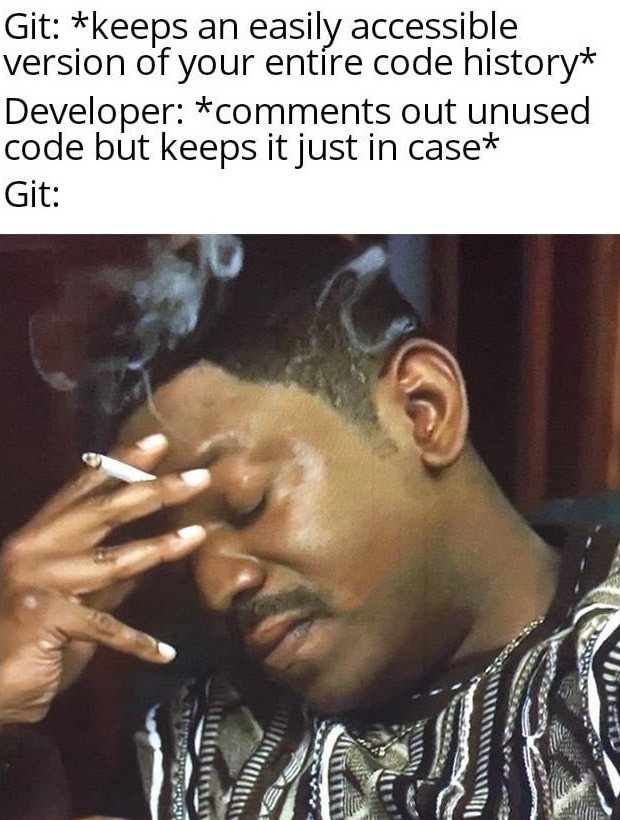 Git: *keeps an easily accessible
version of your entire code history*
Developer: *comments out unused
code but keeps it just in case*
Git: